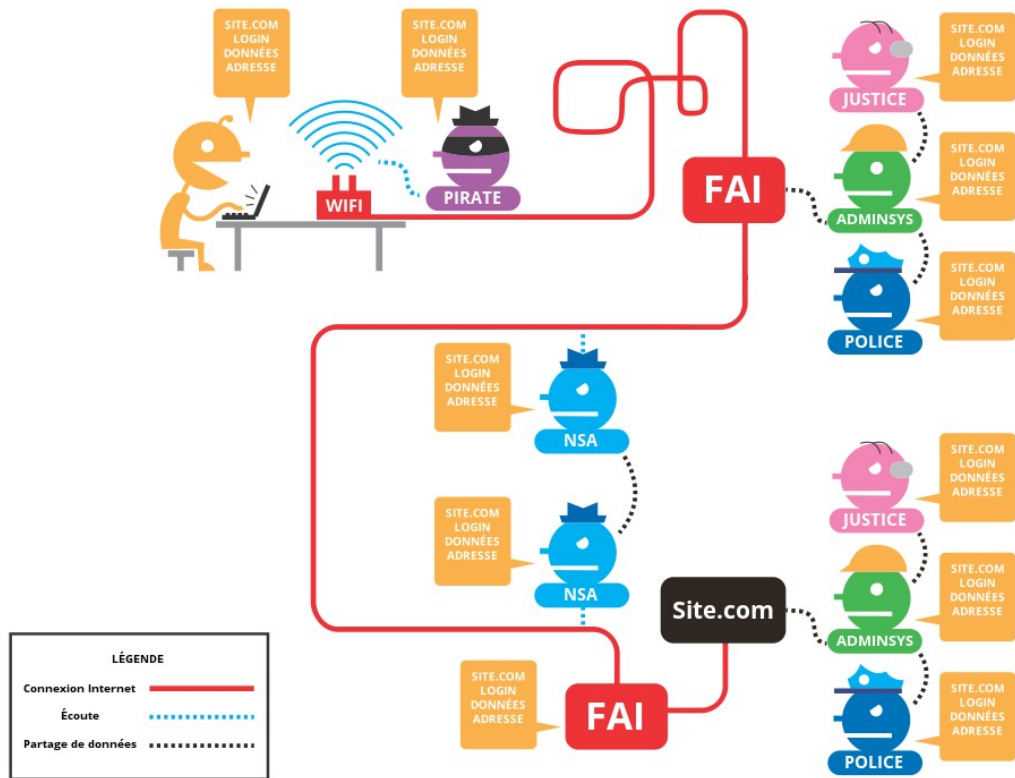 SITE.COM
LOGIN
DONNÉES
ADRESSE
SITE.COM
LOGIN
DONNÉES
ADRESSE
WIFI
PIRATE
FAI
SITE.COM
LOGIN
DONNÉES
ADRESSE
JUSTICE
SITE.COM
LOGIN
DONNÉES
ADRESSE
ADMINSYS
SITE.COM
LOGIN
DONNÉES
ADRESSE
POLICE
SITE.COM
LOGIN
DONNÉES
ADRESSE
NSA
SITE.COM
LOGIN
DONNÉES
ADRESSE
NSA
SITE.COM
LOGIN
DONNÉES
ADRESSE
JUSTICE
Site.com
SITE.COM
LOGIN
DONNÉES
ADRESSE
ADMINSYS
SITE.COM
LOGIN
DONNÉES
ADRESSE
POLICE
SITE.COM
LOGIN
DONNÉES
ADRESSE
FAI
LÉGENDE
Connexion Internet
Écoute
Partage de données